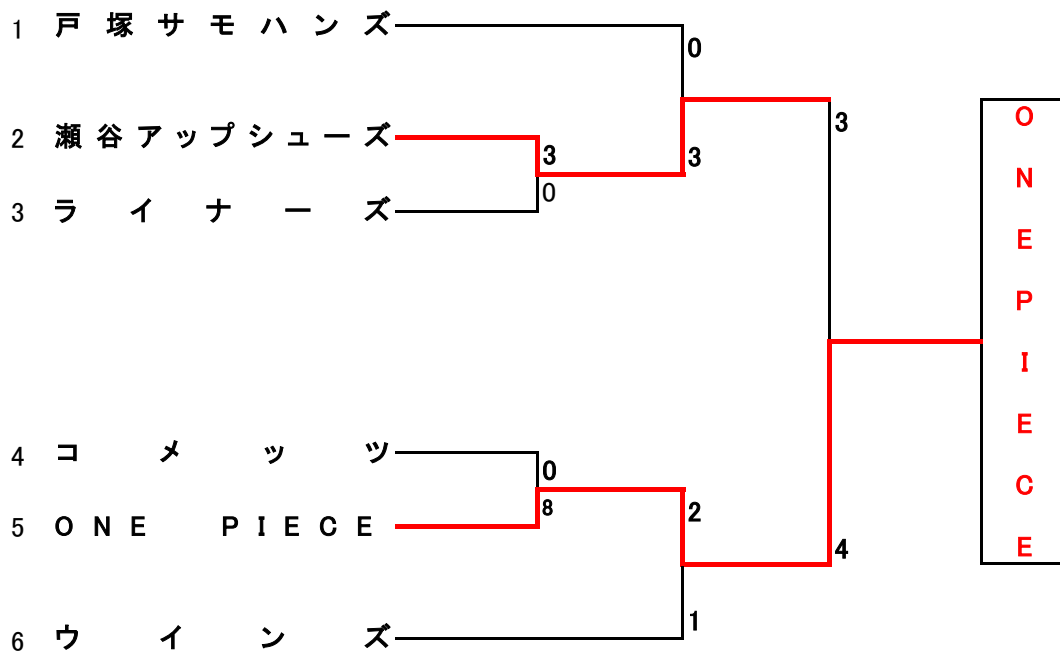 1 戸塚サモハンズ
0
2 瀬谷アップシューズ
3
3
3
0
3 ライナーズ
4 コメッツ
0
5 ONE PIECE
8
2
4
6 ウインズ
1
ONEPIECE